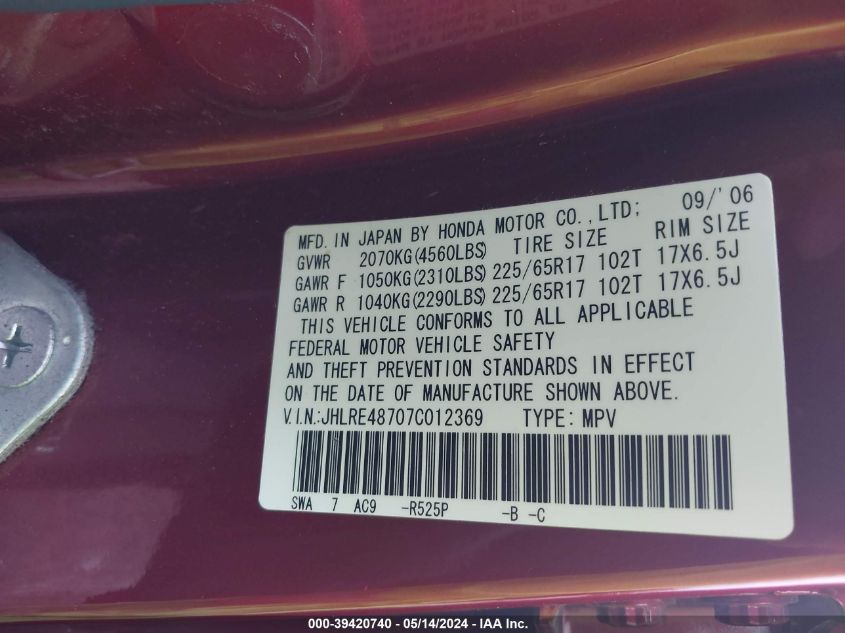 MFD. IN JAPAN BY HONDA MOTOR CO., LTD; 09/'06
GVWR 2070KG(4560LBS) TIRE SIZE RIM SIZE
GAWR F 1050KG(2310LBS) 225/65R17 102T 17X6.5J
GAWR R 1040KG(2290LBS) 225/65R17 102T 17X6.5J
THIS VEHICLE CONFORMS TO ALL APPLICABLE
FEDERAL MOTOR VEHICLE SAFETY
AND THEFT PREVENTION STANDARDS IN EFFECT
ON THE DATE OF MANUFACTURE SHOWN ABOVE.
V.I.N.:JHLRE48707C012369 TYPE: MPV
SWA 7 AC9 -R525P -B -C
000-39420740 - 05/14/2024 - IAA Inc.